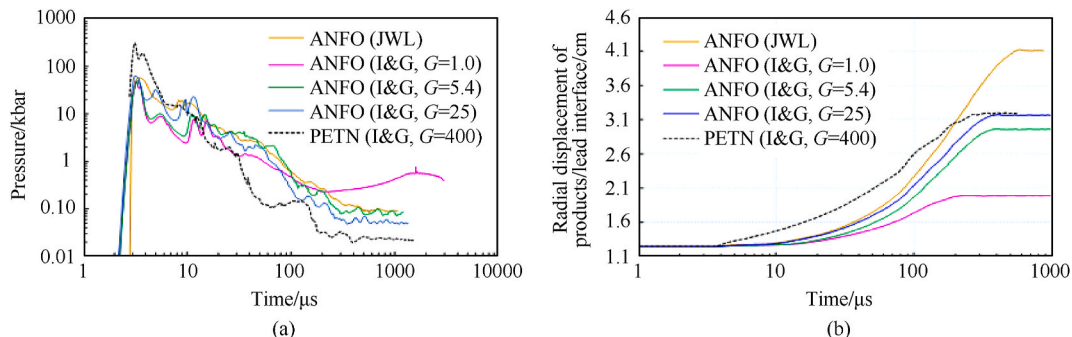 1000
100
10
1
0.10
0.01
Pressure/kbar
ANFO (JWL)
ANFO (I&G, G=1.0)
ANFO (I&G, G=5.4)
ANFO (I&G, G=25)
PETN (I&G, G=400)
1
10
100
1000
10000
Time/μs
(a)
4.1
3.6
3.1
2.6
2.1
1.6
1.1
Radial displacement of
products/lead interface/cm
ANFO (JWL)
ANFO (I&G, G=1.0)
ANFO (I&G, G=5.4)
ANFO (I&G, G=25)
PETN (I&G, G=400)
1
10
100
1000
Time/μs
(b)